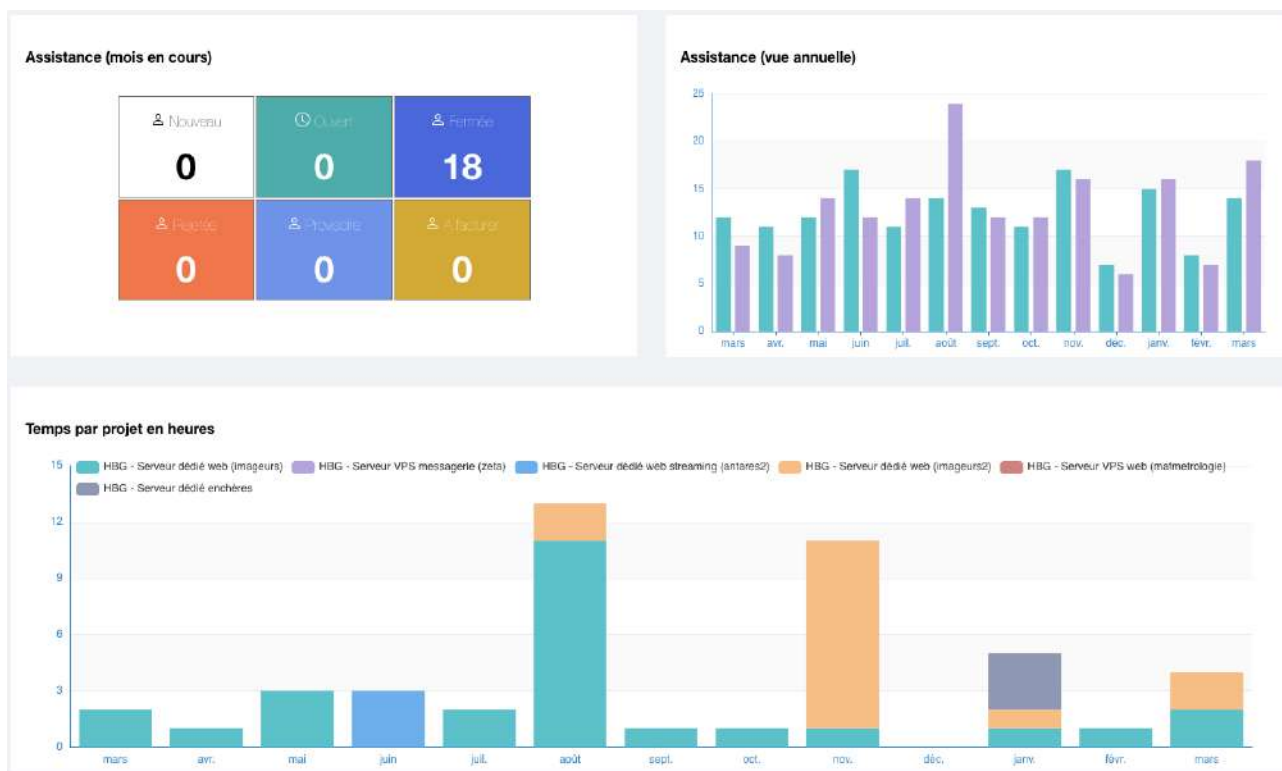 Assistance (mois en cours)
Nouveau
Ouvert
Fermée
0
0
18
Rejetée
A facturer
0
0
0
Assistance (vue annuelle)
25
20
15
10
5
0
mars avr. mai juin juil. août sept. oct. nov. déc. janv. févr. mars
Temps par projet en heures
HBG - Serveur dédié web (imageurs) HBG - Serveur VPS messagerie (zeta) HBG - Serveur dédié web streaming (antares2) HBG - Serveur dédié web (imageurs2) HBG - Serveur VPS web (matmetrologie)
HBG - Serveur dédié enchères
15
12
9
6
3
0
mars avr. mai juin juil. août sept. oct. nov. déc. janv. févr. mars